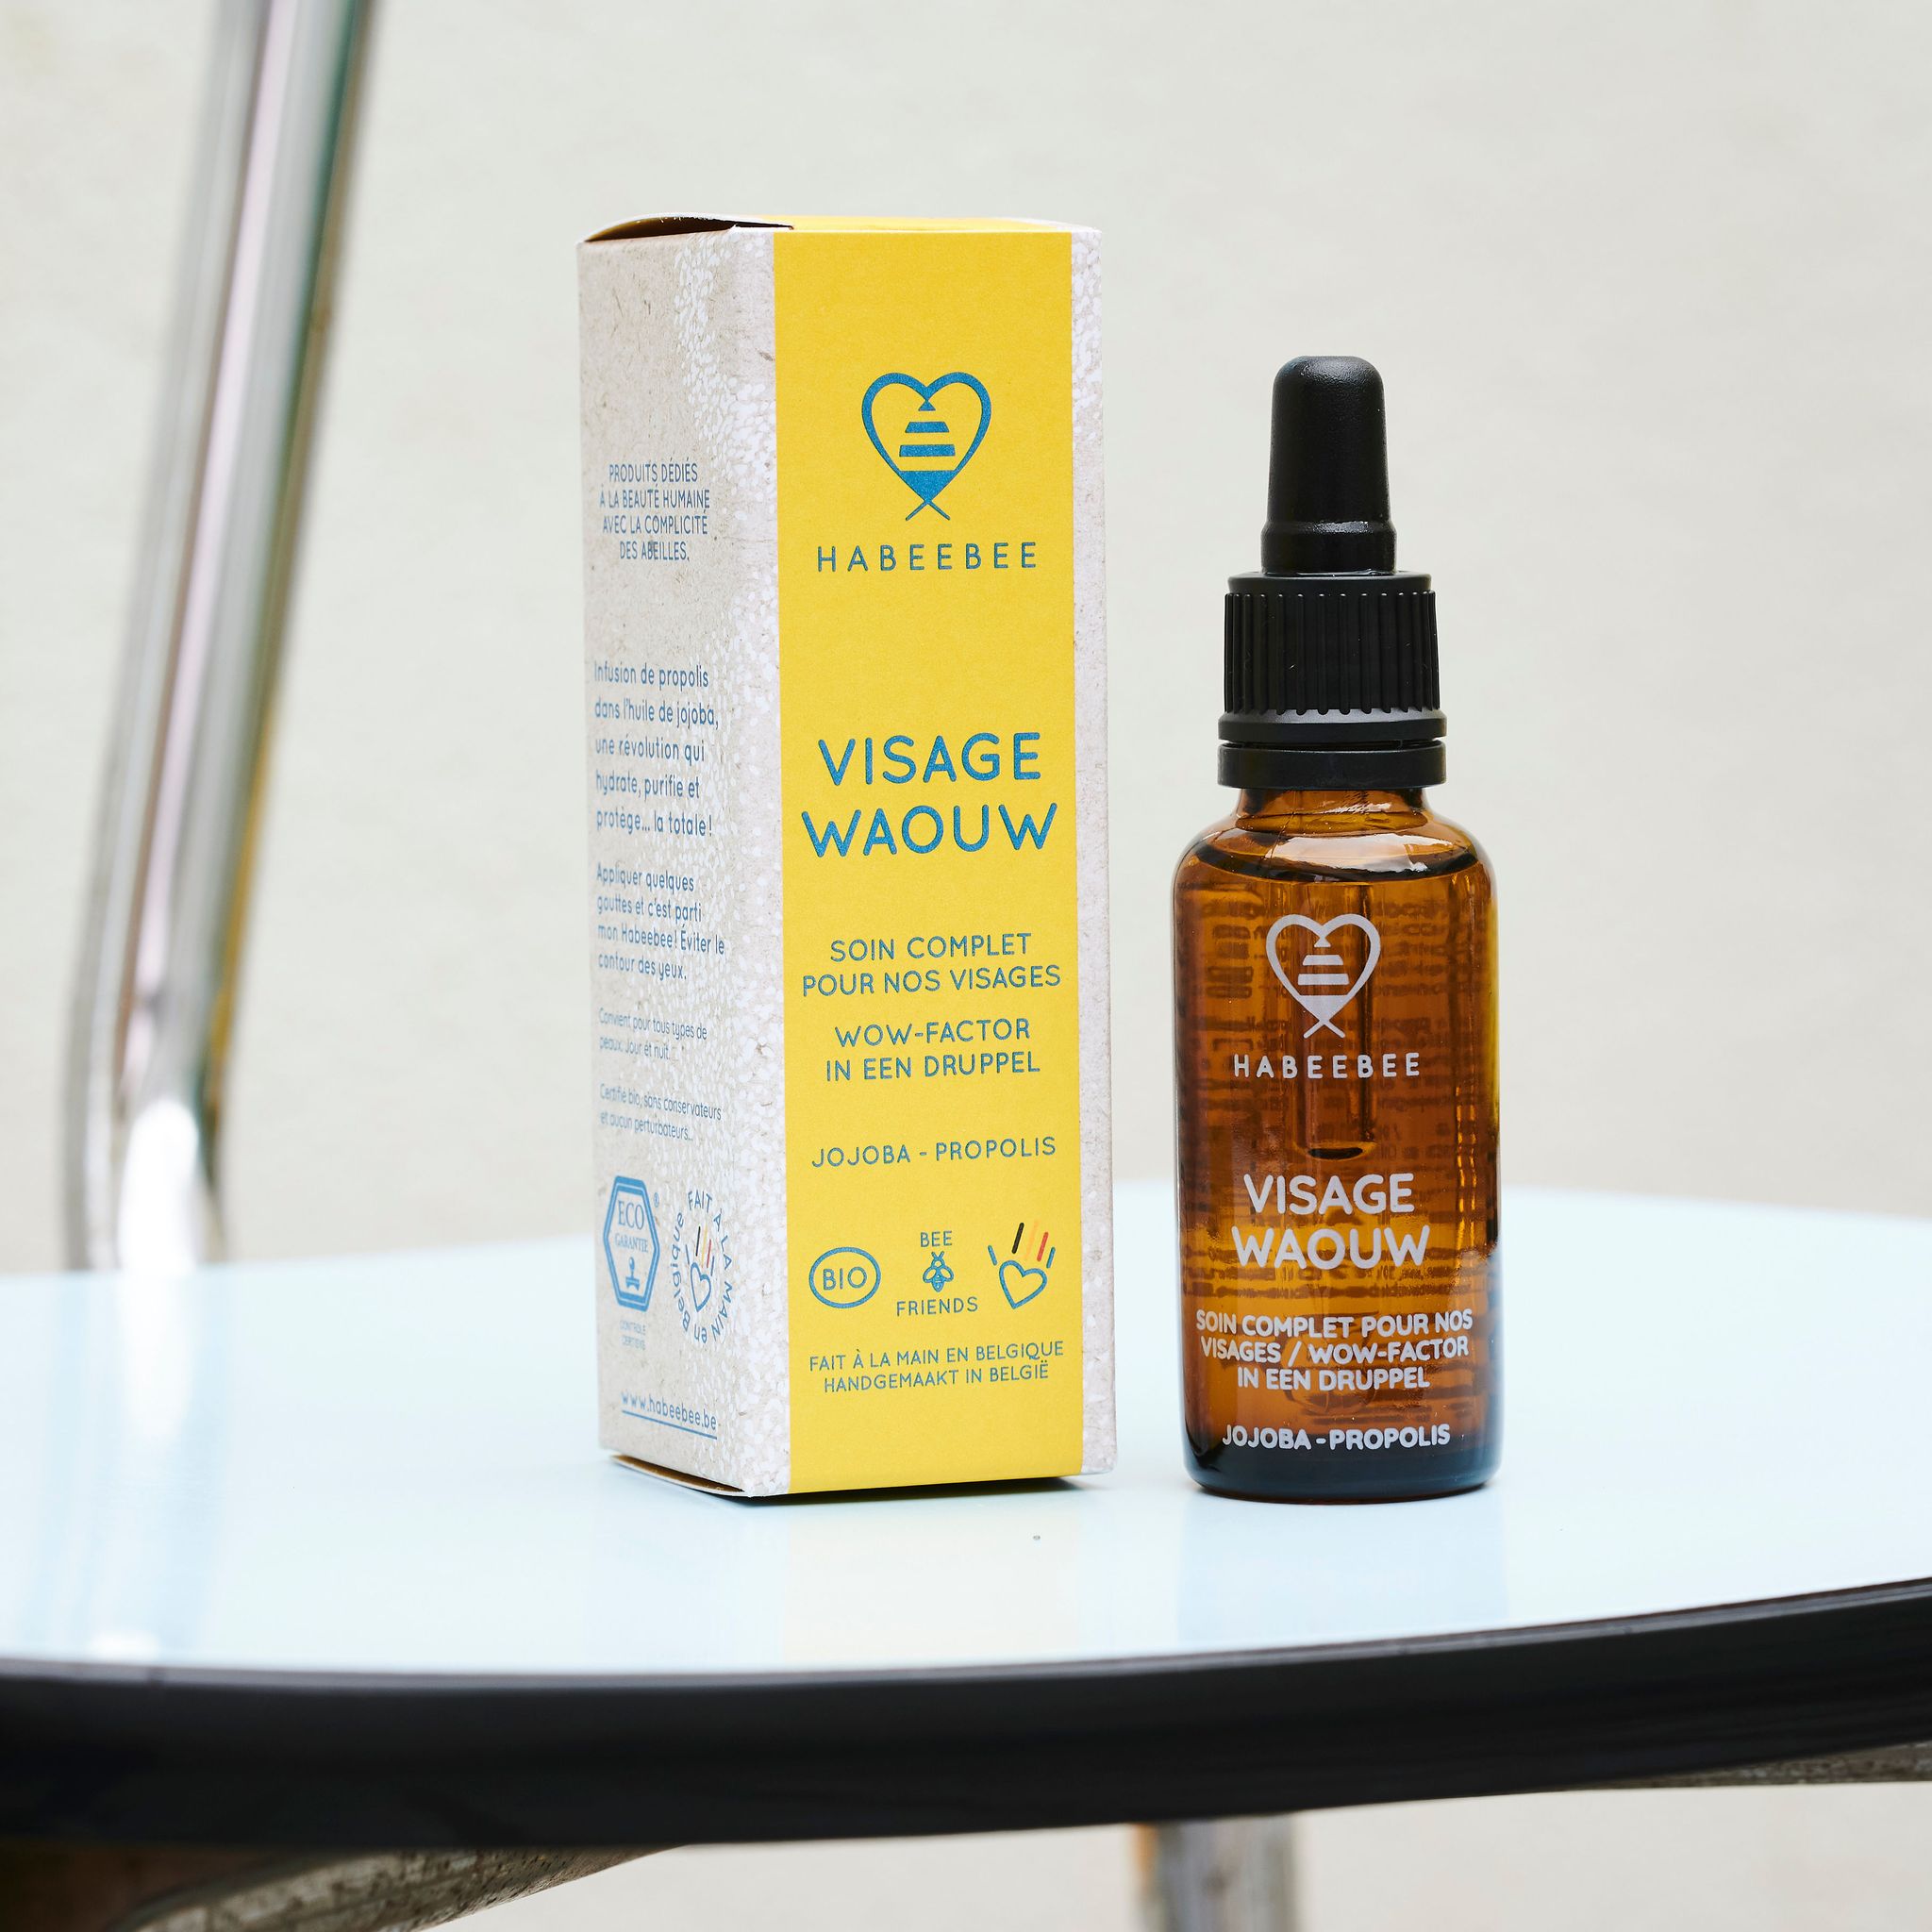 PRODUITS DÉDIÉS
À LA BEAUTÉ HUMAINE
AVEC LA COMPLICITÉ
DES ABEILLES.
Infusion de propolis
dans l'huile de jojoba,
une révolution qui
hydrate, purifie et
protège... la totale!
Appliquer quelques
gouttes et c'est parti
mon Habeebee! Éviter le
contour des yeux.
Convient pour tous types de
peaux. Jour et nuit.
Certifié bio, sans conservateurs
et aucun perturbateurs...
ECO
GARANTIE
®
CONTROLE
FAIT À LA MAIN en Belgique
www.habeebee.be
HABEEBEE
VISAGE
WAOUW
SOIN COMPLET
POUR NOS VISAGES
WOW-FACTOR
IN EEN DRUPPEL
JOJOBA - PROPOLIS
BIO
BEE
FRIENDS
FAIT À LA MAIN EN BELGIQUE
HANDGEMAAKT IN BELGIË
HABEEBEE
VISAGE
WAOUW
SOIN COMPLET POUR NOS
VISAGES / WOW-FACTOR
IN EEN DRUPPEL
JOJOBA - PROPOLIS